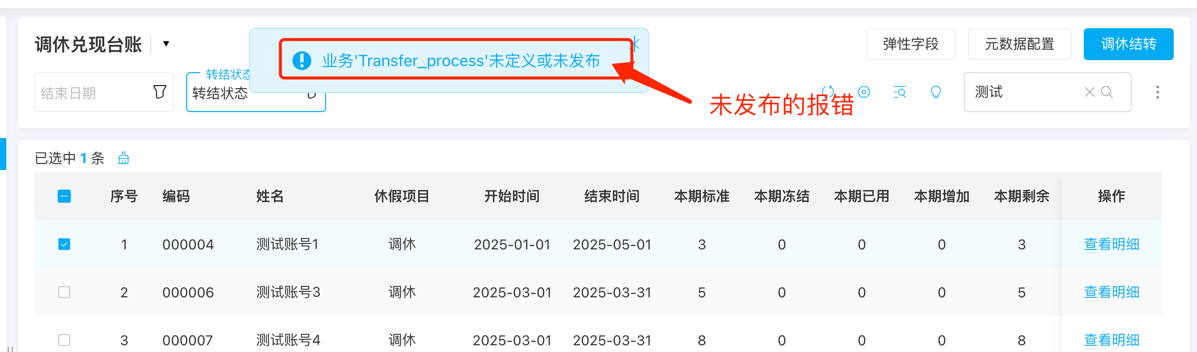 调休兑现台账
弹性字段
元数据配置
调休结转
业务'Transfer_process'未定义或未发布
未发布的报错
结束日期
转结状态
转结状态
测试
已选中 1 条
序号 编码 姓名 休假项目 开始时间 结束时间 本期标准 本期冻结 本期已用 本期增加 本期剩余 操作
1 000004 测试账号1 调休 2025-01-01 2025-05-01 3 0 0 0 3 查看明细
2 000006 测试账号3 调休 2025-03-01 2025-03-31 5 0 0 0 5 查看明细
3 000007 测试账号4 调休 2025-03-01 2025-03-31 8 0 0 0 8 查看明细